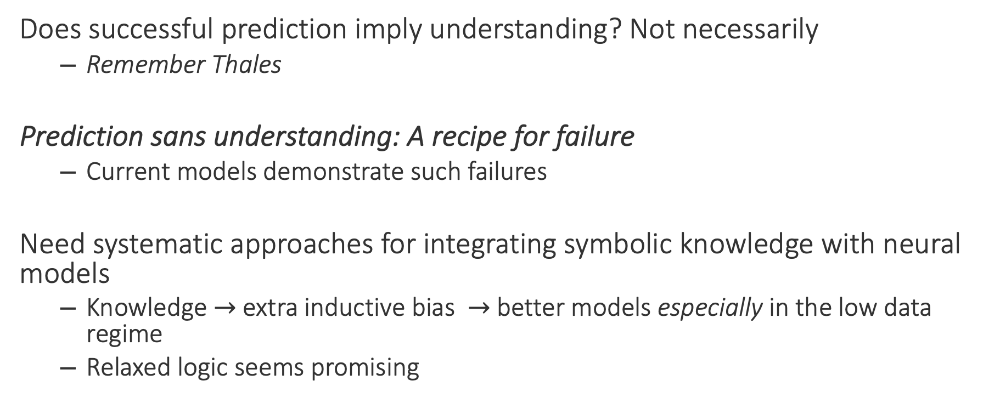 Does successful prediction imply understanding? Not necessarily
– Remember Thales
Prediction sans understanding: A recipe for failure
– Current models demonstrate such failures
Need systematic approaches for integrating symbolic knowledge with neural
models
– Knowledge → extra inductive bias → better models especially in the low data
regime
– Relaxed logic seems promising